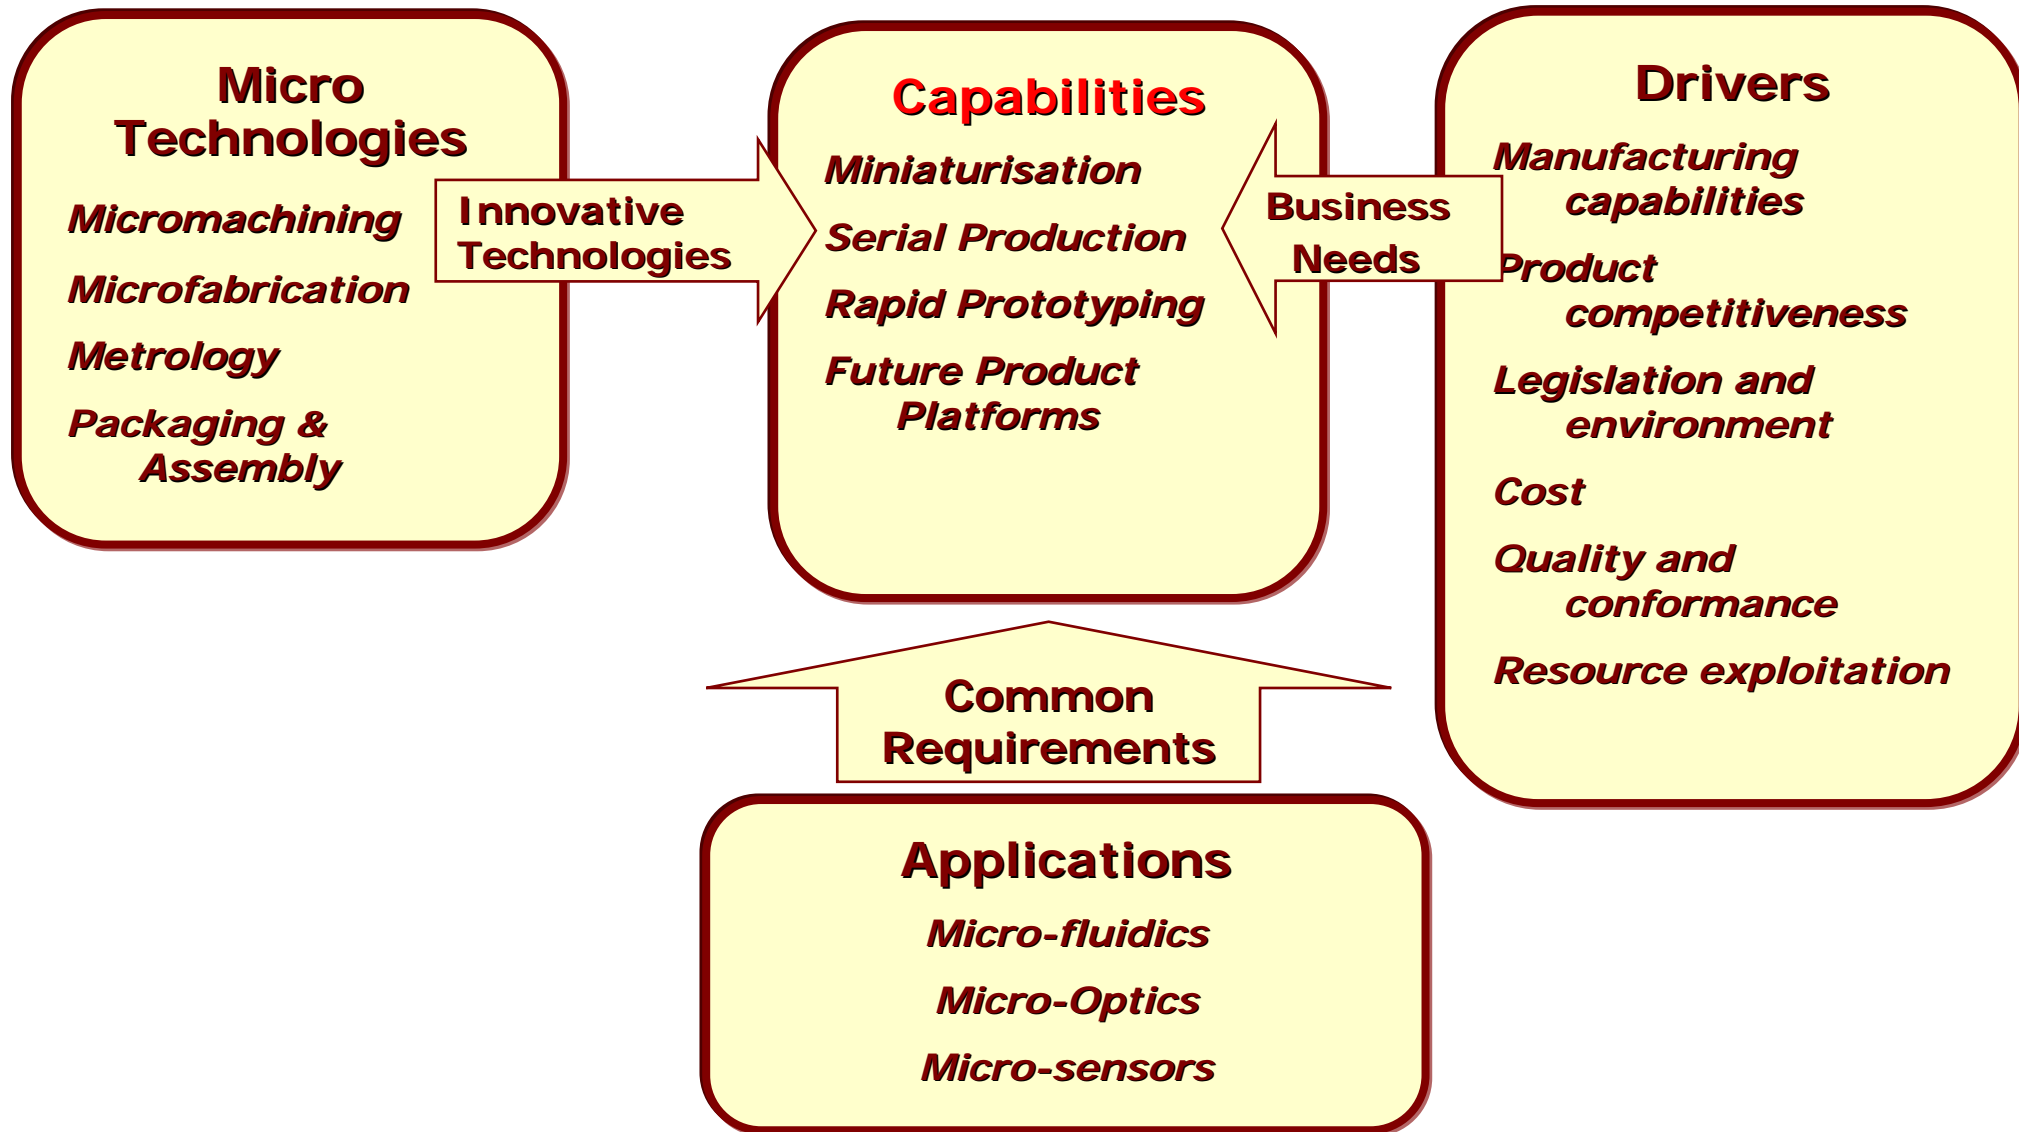 Micro
Technologies
Micromachining
Microfabrication
Metrology
Packaging &
Assembly
Innovative
Technologies
Capabilities
Miniaturisation
Serial Production
Rapid Prototyping
Future Product
Platforms
Business
Needs
Drivers
Manufacturing
capabilities
Product
competitiveness
Legislation and
environment
Cost
Quality and
conformance
Resource exploitation
Common
Requirements
Applications
Micro-fluidics
Micro-Optics
Micro-sensors